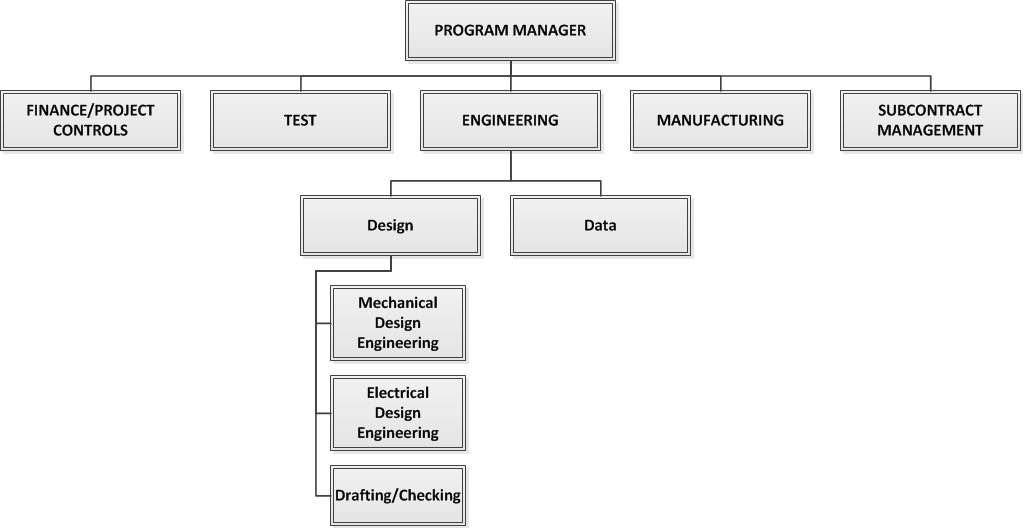 PROGRAM MANAGER
FINANCE/PROJECT
CONTROLS
TEST
ENGINEERING
MANUFACTURING
SUBCONTRACT
MANAGEMENT
Design
Data
Mechanical
Design
Engineering
Electrical
Design
Engineering
Drafting/Checking